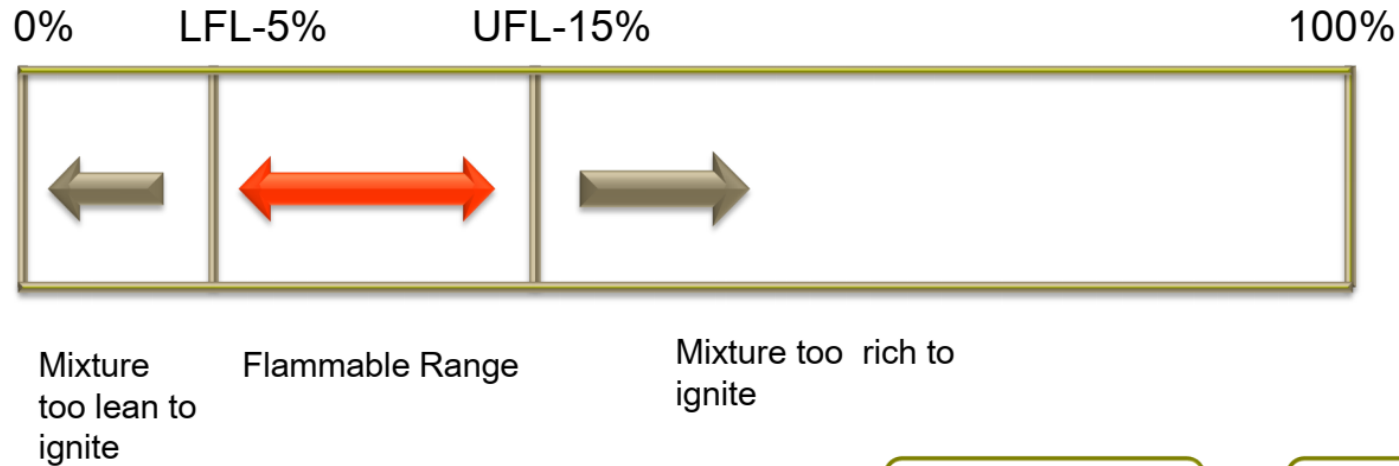 0% LFL-5% UFL-15% 100%
Mixture
too lean to
ignite
Flammable Range
Mixture too rich to
ignite